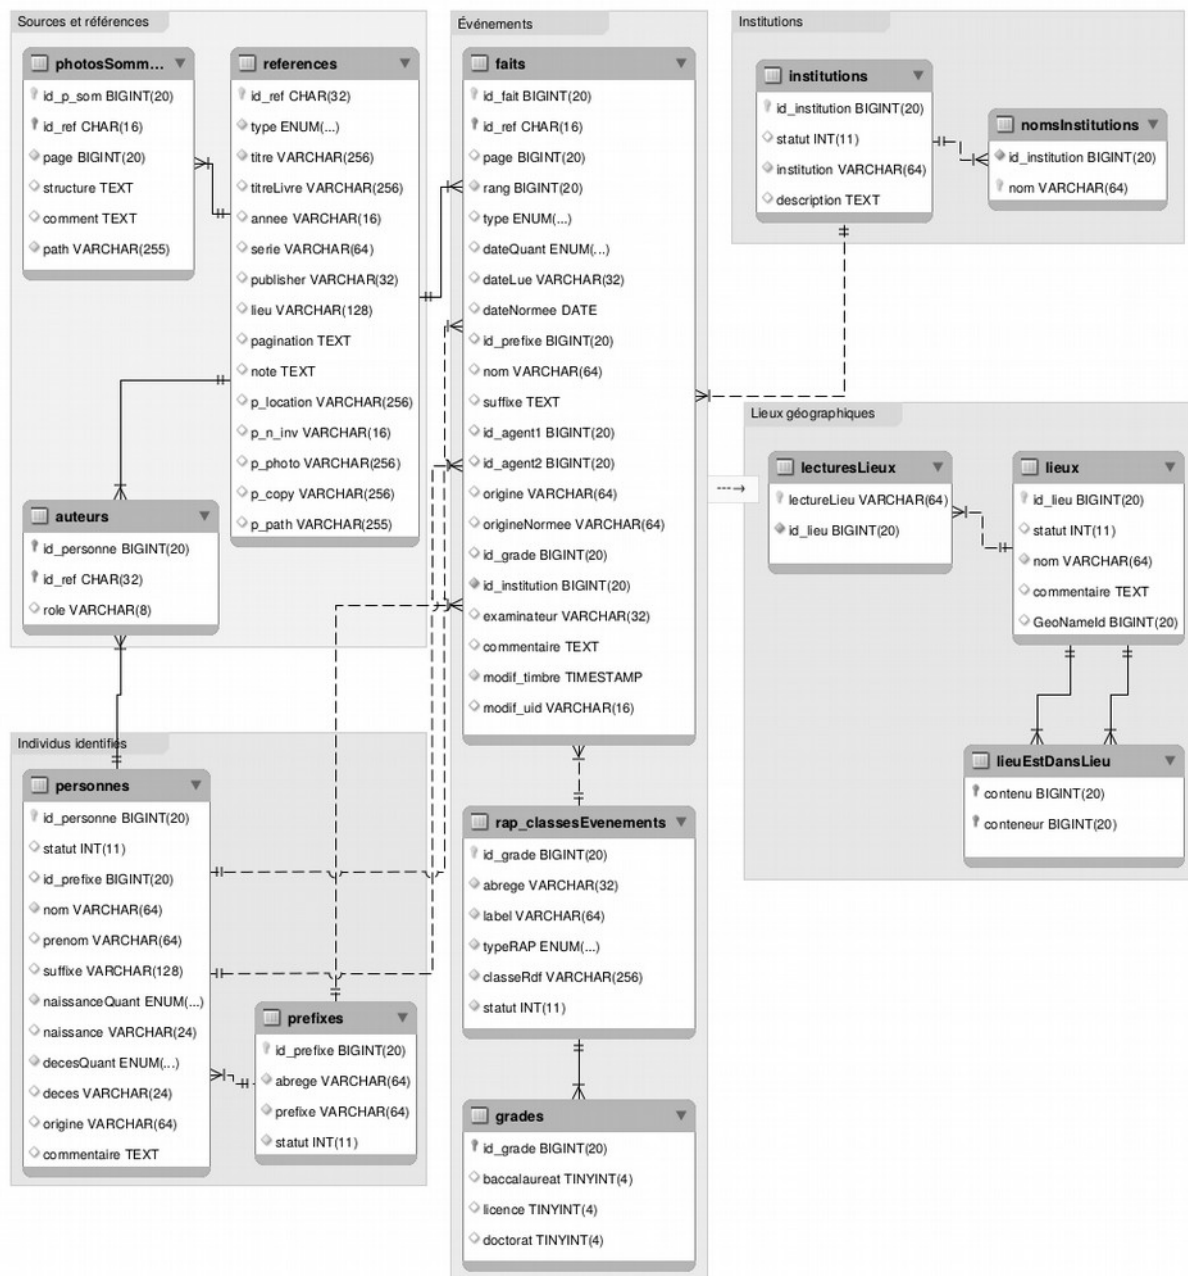 Sources et références
photosSomm...
id_p_som BIGINT(20)
id_ref CHAR(16)
page BIGINT(20)
structure TEXT
comment TEXT
path VARCHAR(255)
references
id_ref CHAR(32)
type ENUM(...)
titre VARCHAR(256)
titreLivre VARCHAR(256)
annee VARCHAR(16)
serie VARCHAR(64)
publisher VARCHAR(32)
lieu VARCHAR(128)
pagination TEXT
note TEXT
p_location VARCHAR(256)
p_n_inv VARCHAR(16)
p_photo VARCHAR(256)
p_copy VARCHAR(256)
p_path VARCHAR(255)
auteurs
id_personne BIGINT(20)
id_ref CHAR(32)
role VARCHAR(8)
Individus identifiés
personnes
id_personne BIGINT(20)
statut INT(11)
id_prefixe BIGINT(20)
nom VARCHAR(64)
prenom VARCHAR(64)
suffixe VARCHAR(128)
naissanceQuant ENUM(...)
naissance VARCHAR(24)
decesQuant ENUM(...)
deces VARCHAR(24)
origine VARCHAR(64)
commentaire TEXT
prefixes
id_prefixe BIGINT(20)
abrege VARCHAR(64)
prefixe VARCHAR(64)
statut INT(11)
Événements
faits
id_fait BIGINT(20)
id_ref CHAR(16)
page BIGINT(20)
rang BIGINT(20)
type ENUM(...)
dateQuant ENUM(...)
dateLue VARCHAR(32)
dateNormee DATE
id_prefixe BIGINT(20)
nom VARCHAR(64)
suffixe TEXT
id_agent1 BIGINT(20)
id_agent2 BIGINT(20)
origine VARCHAR(64)
origineNormee VARCHAR(64)
id_grade BIGINT(20)
id_institution BIGINT(20)
examinateur VARCHAR(32)
commentaire TEXT
modif_timbre TIMESTAMP
modif_uid VARCHAR(16)
rap_classesEvenements
id_grade BIGINT(20)
abrege VARCHAR(32)
label VARCHAR(64)
typeRAP ENUM(...)
classeRdf VARCHAR(256)
statut INT(11)
grades
id_grade BIGINT(20)
baccalaureat TINYINT(4)
licence TINYINT(4)
doctorat TINYINT(4)
Institutions
institutions
id_institution BIGINT(20)
statut INT(11)
institution VARCHAR(64)
description TEXT
nomsInstitutions
id_institution BIGINT(20)
nom VARCHAR(64)
Lieux géographiques
lecturesLieux
lectureLieu VARCHAR(64)
id_lieu BIGINT(20)
lieux
id_lieu BIGINT(20)
statut INT(11)
nom VARCHAR(64)
commentaire TEXT
GeoNameId BIGINT(20)
lieuEstDansLieu
contenu BIGINT(20)
conteneur BIGINT(20)